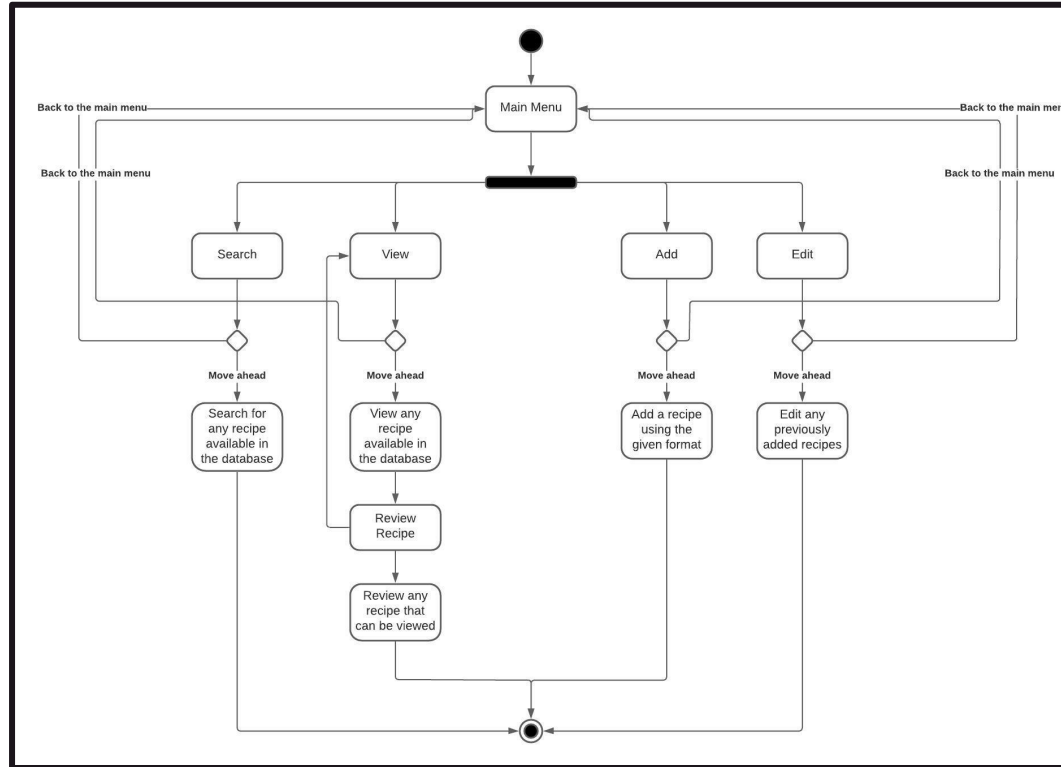 Main Menu
Back to the main menu
Back to the main men
Back to the main menu
Back to the main menu
Search
View
Add
Edit
Move ahead
Move ahead
Move ahead
Move ahead
Search for
any recipe
available in
the database
View any
recipe
available in
the database
Add a recipe
using the
given format
Edit any
previously
added recipes
Review
Recipe
Review any
recipe that
can be viewed